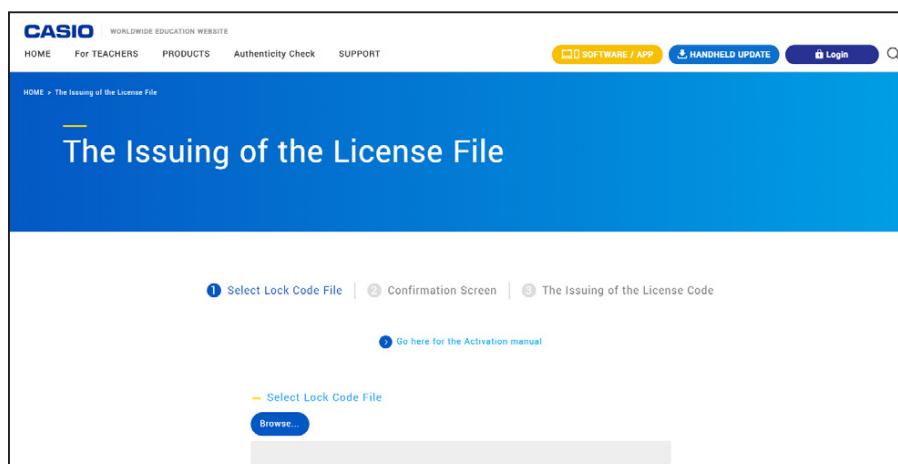 CASIO WORLDWIDE EDUCATION WEBSITE
HOME For TEACHERS PRODUCTS Authenticity Check SUPPORT SOFTWARE / APP HANDHELD UPDATE Login
HOME > The Issuing of the License File
The Issuing of the License File
1 Select Lock Code File 2 Confirmation Screen 3 The Issuing of the License Code
Go here for the Activation manual
Select Lock Code File
Browse...